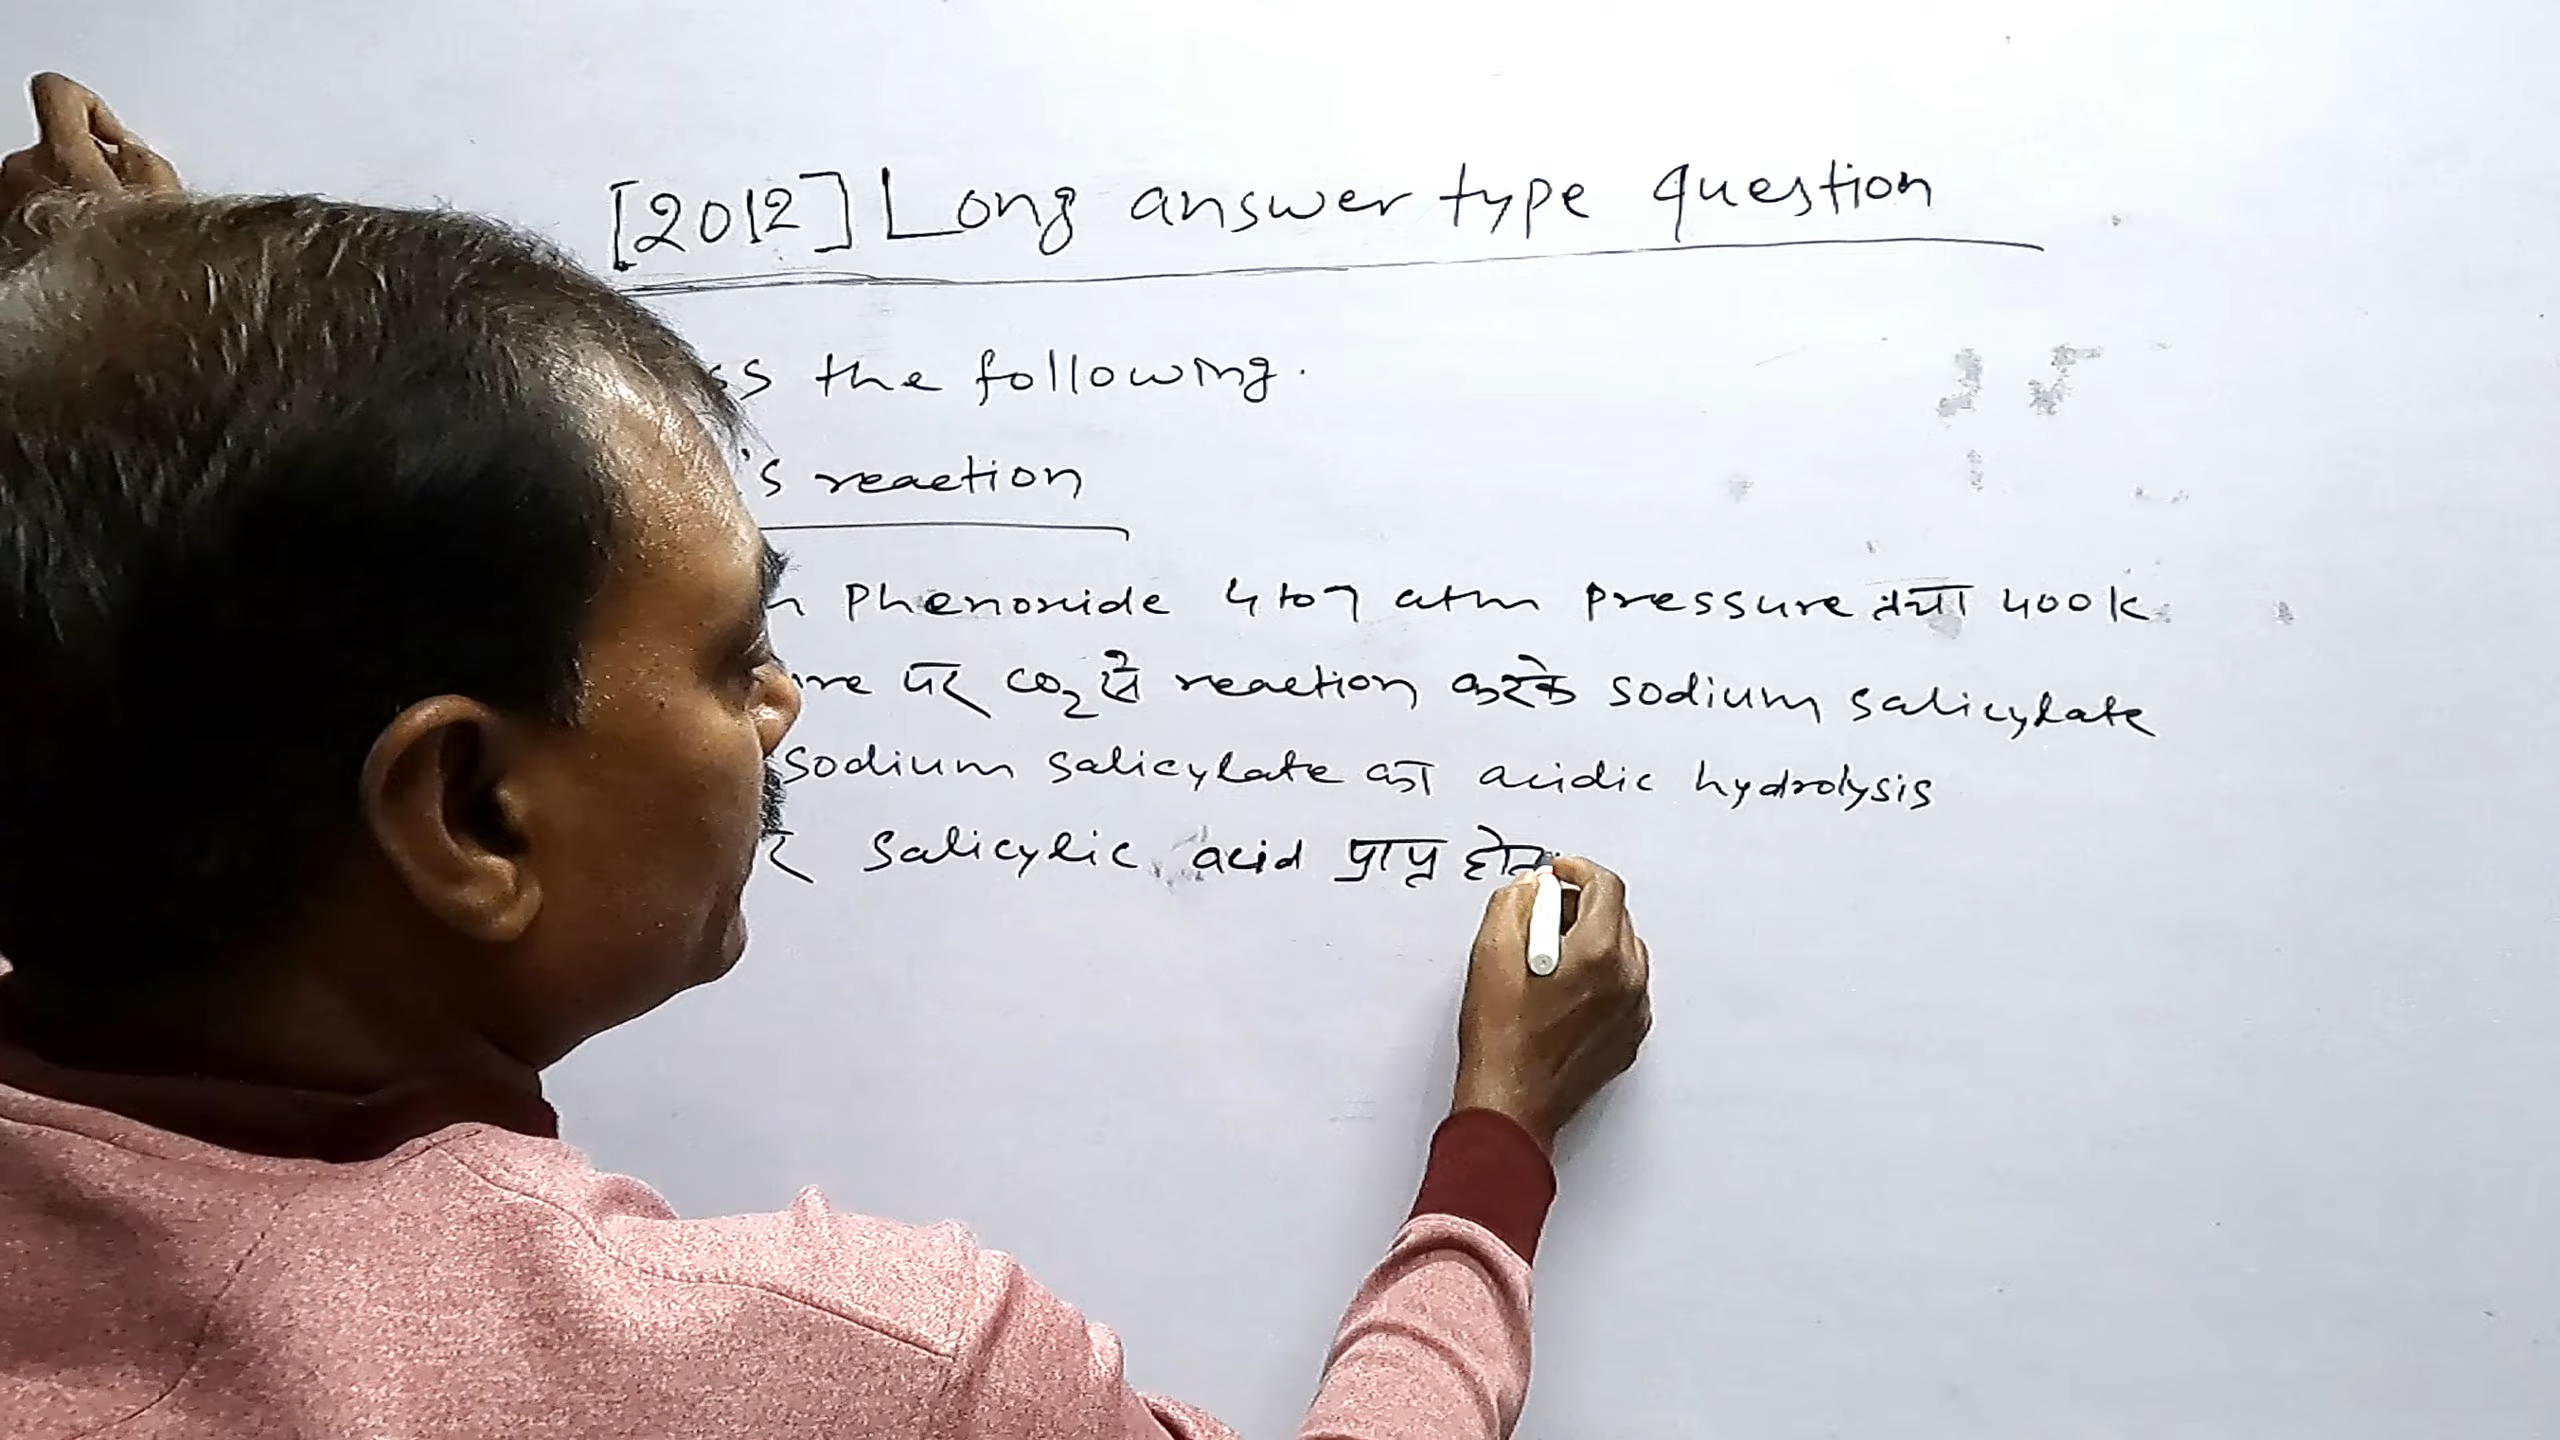 [2012] Long answer type question
the following.
's reaction
Phenoxide 4 to 7 atm pressure तथा 400k
पर CO2 से reaction करके sodium salicylate
sodium salicylate का acidic hydrolysis
salicylic acid प्राप्त